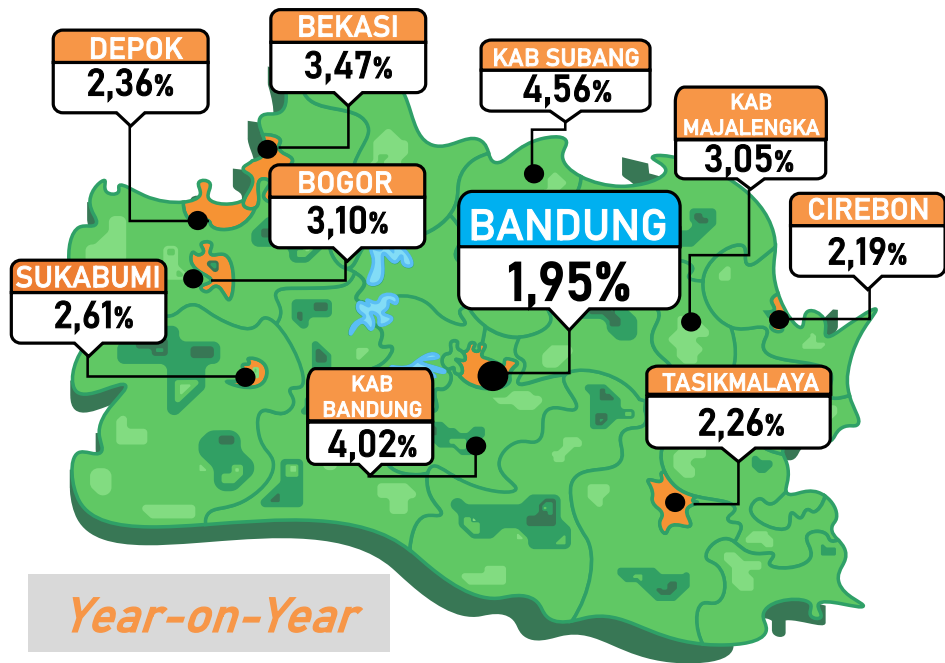 DEPOK
2,36%
BEKASI
3,47%
KAB SUBANG
4,56%
KAB
MAJALENGKA
3,05%
BOGOR
3,10%
BANDUNG
1,95%
CIREBON
2,19%
SUKABUMI
2,61%
KAB
BANDUNG
4,02%
TASIKMALAYA
2,26%
Year-on-Year